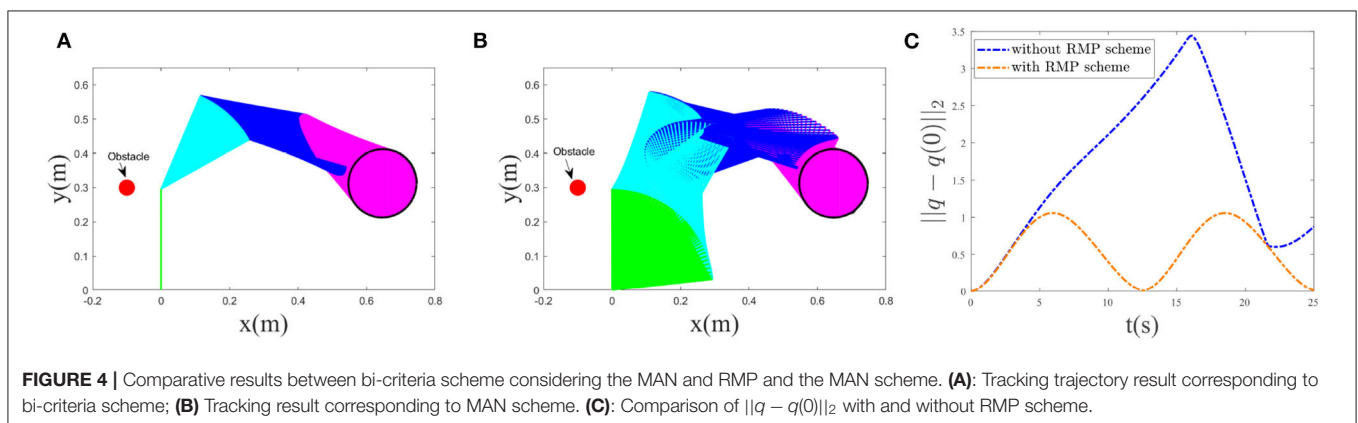 A
B
C
0.6
0.5
0.4
0.3
0.2
0.1
0
y(m)
Obstacle
-0.2
0
0.2
0.4
0.6
0.8
x(m)
0.6
0.5
0.4
0.3
0.2
0.1
0
y(m)
Obstacle
-0.2
0
0.2
0.4
0.6
0.8
x(m)
3.5
3
2.5
2
1.5
1
0.5
0
||q − q(0)||₂
without RMP scheme
with RMP scheme
0
5
10
15
20
25
t(s)
FIGURE 4 | Comparative results between bi-criteria scheme considering the MAN and RMP and the MAN scheme. (A): Tracking trajectory result corresponding to
bi-criteria scheme; (B) Tracking result corresponding to MAN scheme. (C): Comparison of ||q − q(0)||₂ with and without RMP scheme.